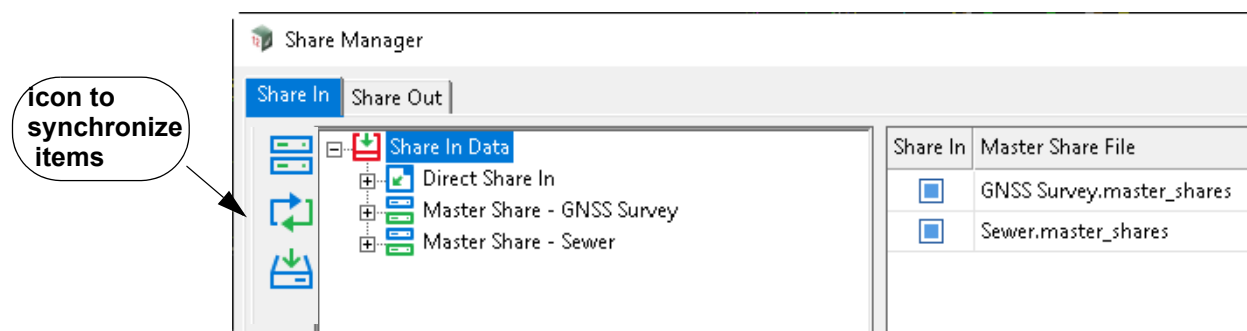 Share Manager
Share In
Share Out
icon to
synchronize
items
Share In Data
Direct Share In
Master Share - GNSS Survey
Master Share - Sewer
Share In
Master Share File
GNSS Survey.master_shares
Sewer.master_shares